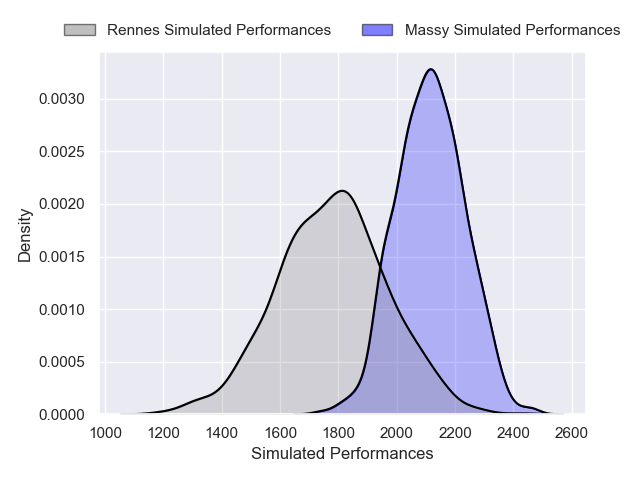 Rennes Simulated Performances Massy Simulated Performances
0.0030
0.0025
0.0020
0.0015
0.0010
0.0005
0.0000
Density
1000 1200 1400 1600 1800 2000 2200 2400 2600
Simulated Performances